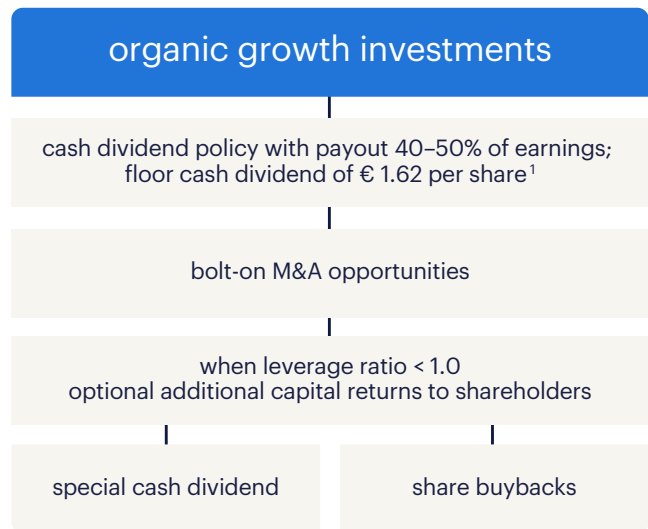 organic growth investments
cash dividend policy with payout 40–50% of earnings;
floor cash dividend of € 1.62 per share¹
bolt-on M&A opportunities
when leverage ratio < 1.0
optional additional capital returns to shareholders
special cash dividend
share buybacks